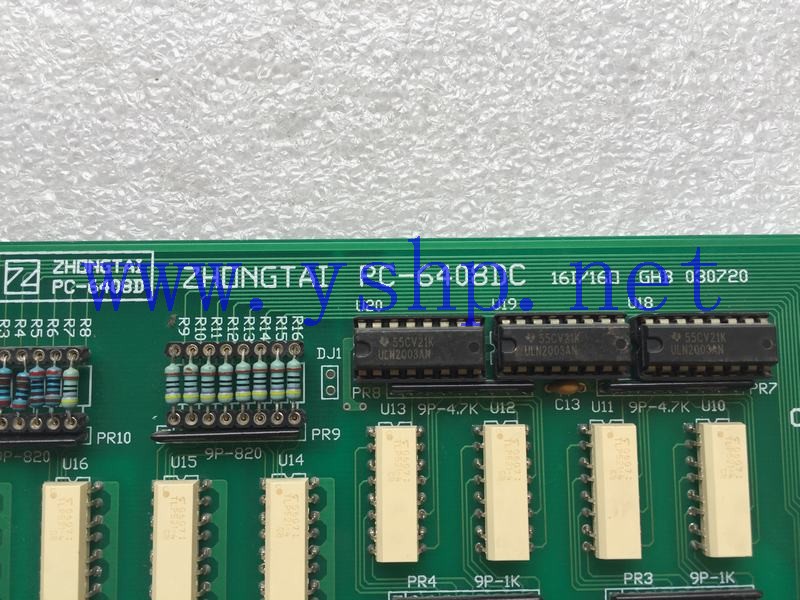 www.yshp.net
ZHONGTAI
PC-6408D
ZHONGTAI PC-6408DC 16I/16O GH3 030720
U20 U19 U18
R3 R4 R5 R6 R7 R8
R9 R10 R11 R12 R13 R14 R15 R16
55CV21K
ULN2003AN
55CV21K
ULN2003AN
55CV21K
ULN2003AN
DJ1
PR8
C13
PR7
U13 9P-4.7K U12 U11 9P-4.7K U10
PR10
PR9
9P-820
9P-820
U16 U15 U14
PR4 9P-1K
PR3 9P-1K